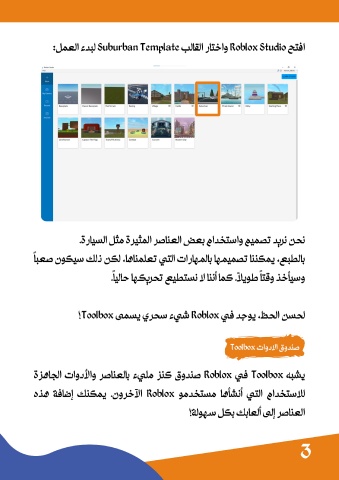 افتح Roblox Studio واختار القالب Suburban Template لبدء العمل:
نحن نريد تصميم واستخدام بعض العناصر المثيرة مثل السيارة.
بالطبع، يمكننا تصميمها بالمهارات التي تعلمناها، لكن ذلك سيكون صعباً
وسيأخذ وقتاً طويلاً. كما أننا لا نستطيع تحريكها حالياً.
لحسن الحظ، يوجد في Roblox شيء سحري يسمى Toolbox!
صندوق الادوات Toolbox
يشبه Toolbox في Roblox صندوق كنز مليء بالعناصر والأدوات الجاهزة
للاستخدام التي أنشأها مستخدمو Roblox الآخرون. يمكنك إضافة هذه
العناصر إلى ألعابك بكل سهولة!
3